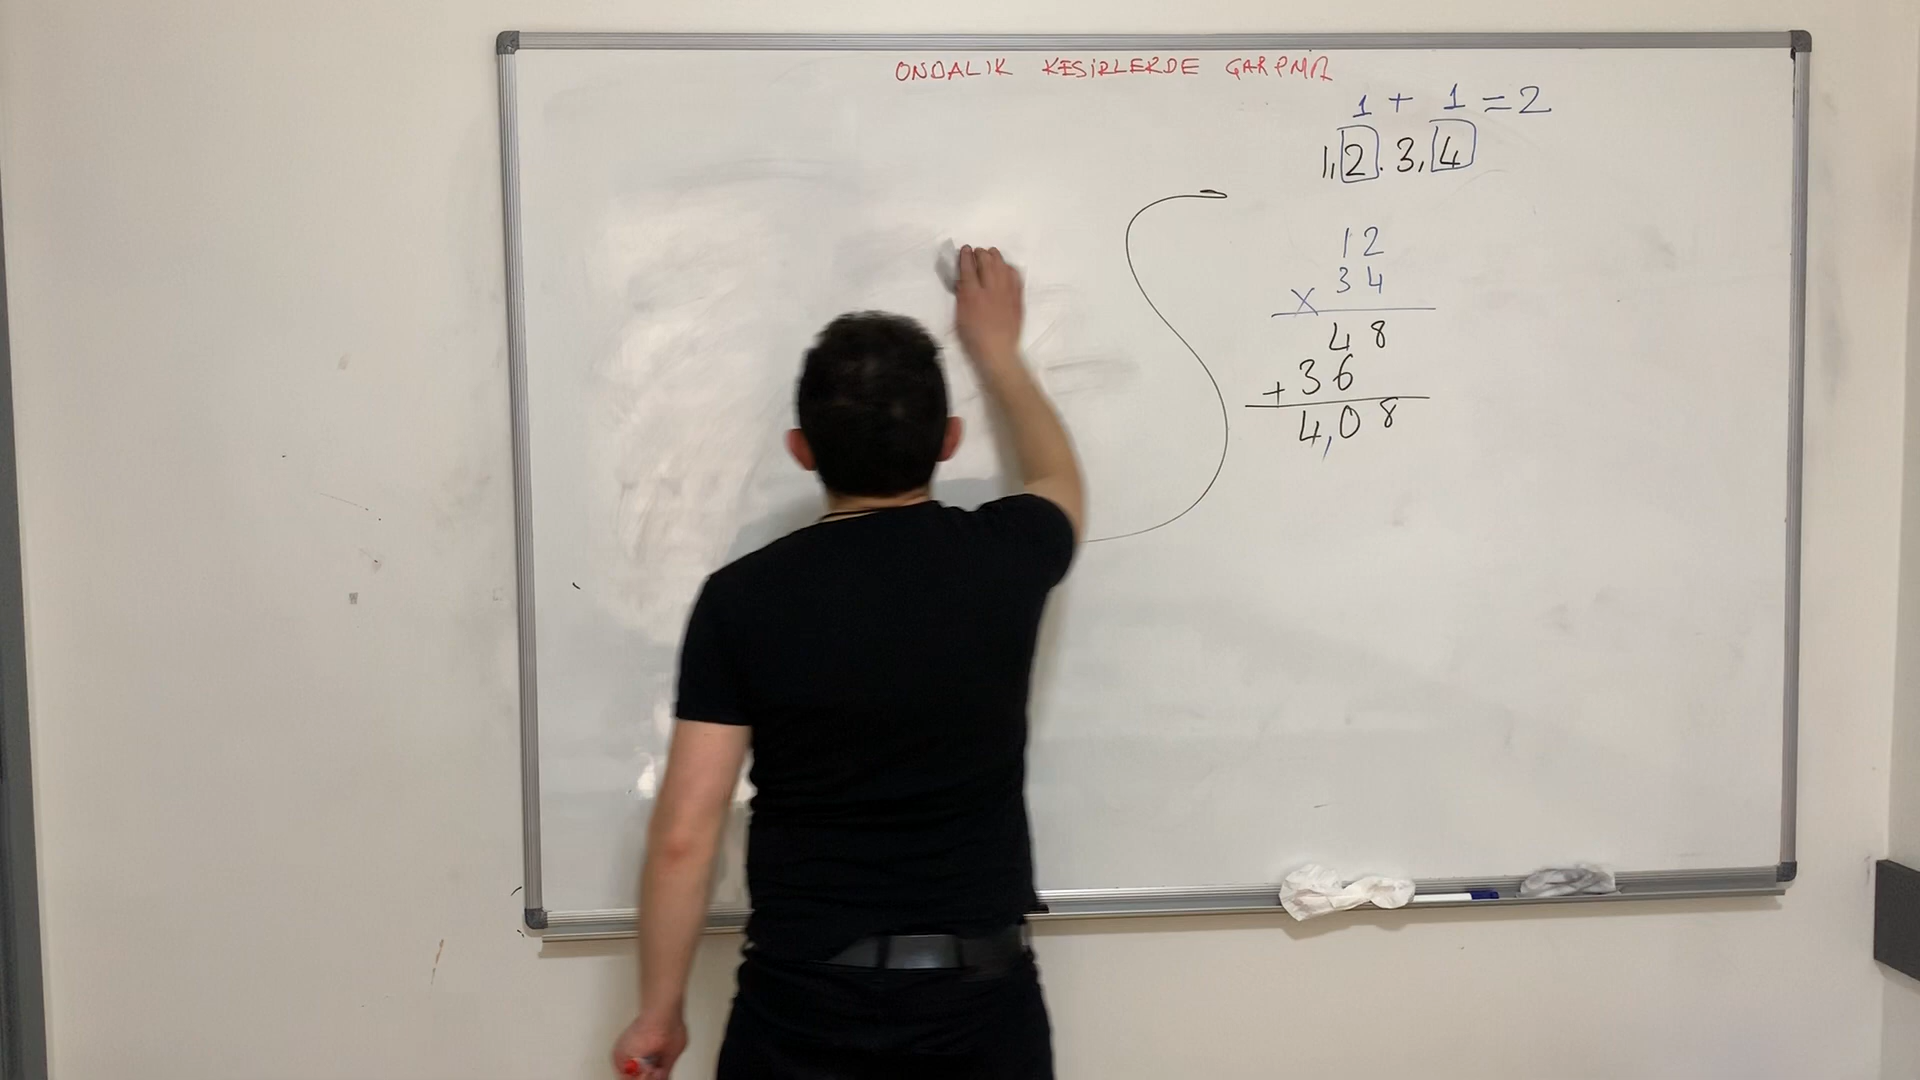 ONDALIK KESİRLERDE ÇARPMA
1 + 1 = 2
1,2 . 3,4
12
x 34
48
+ 36
4,08